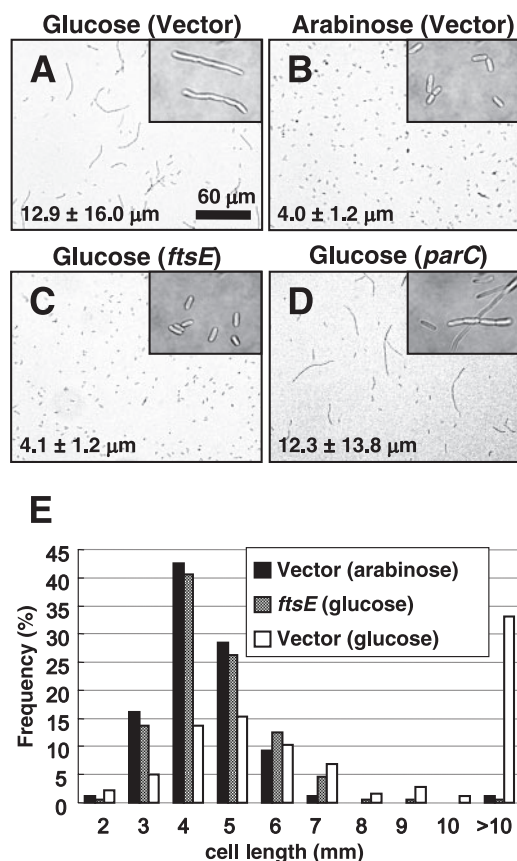 Glucose (Vector)
Arabinose (Vector)
A
B
60 μm
12.9 ± 16.0 μm
4.0 ± 1.2 μm
Glucose (ftsE)
Glucose (parC)
C
D
4.1 ± 1.2 μm
12.3 ± 13.8 μm
E
45
40
35
30
25
20
15
10
5
0
Frequency (%)
Vector (arabinose)
ftsE (glucose)
Vector (glucose)
2 3 4 5 6 7 8 9 10 >10
cell length (mm)